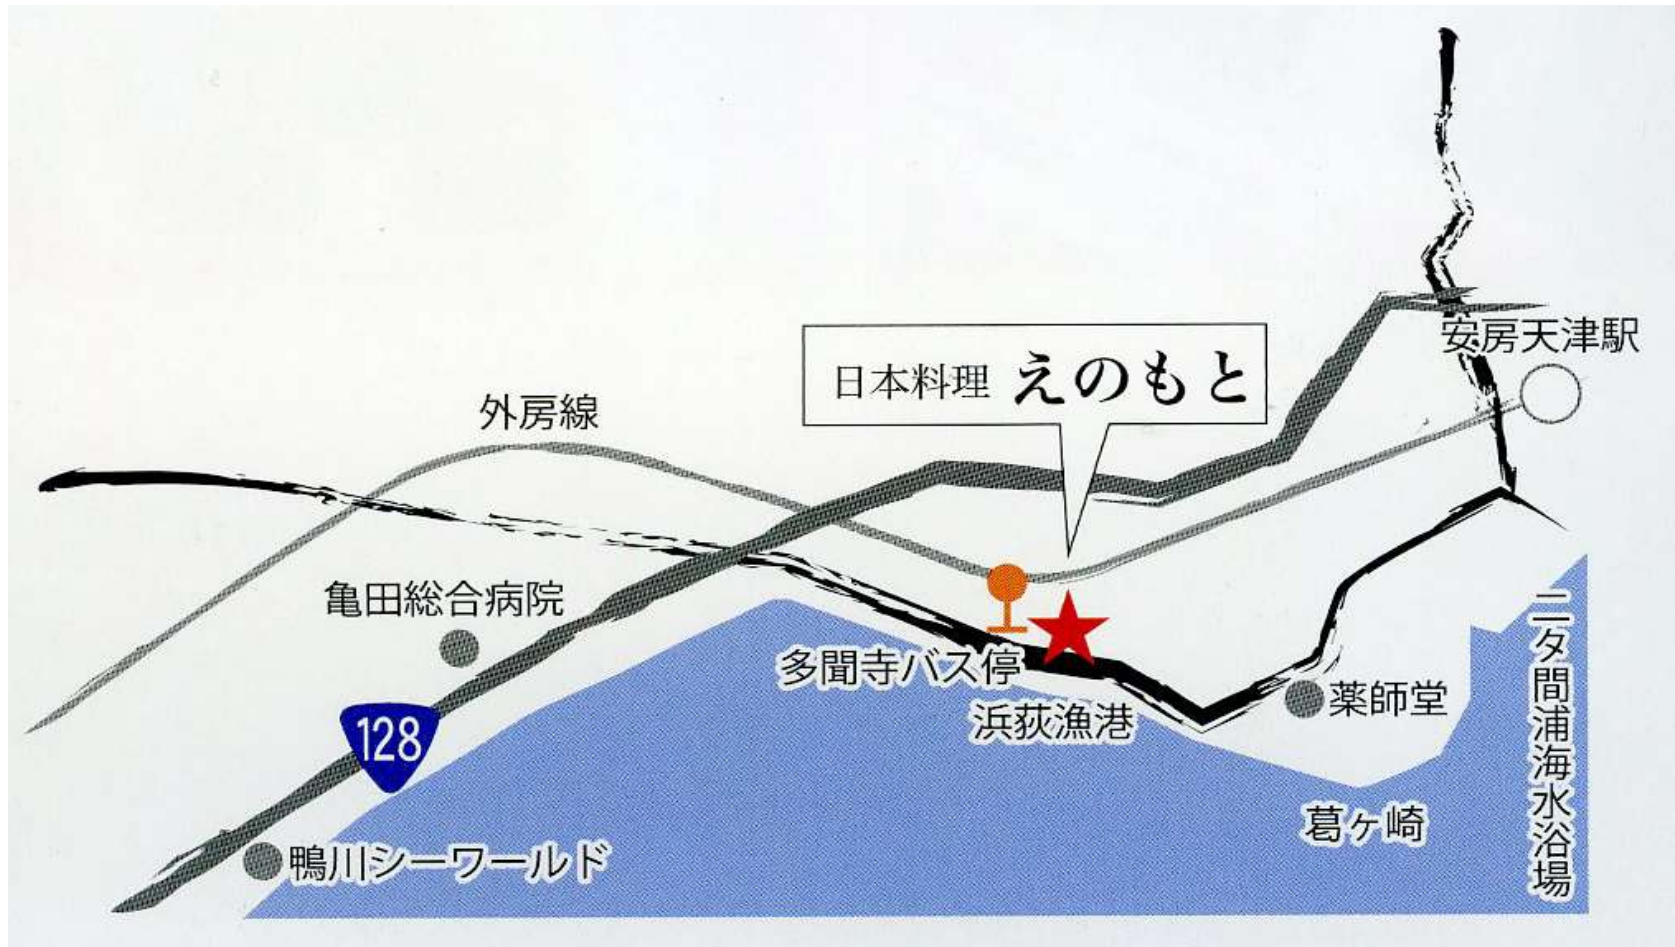 安房天津駅
日本料理 えのもと
外房線
亀田総合病院
多聞寺バス停
浜荻漁港
薬師堂
128
二タ間浦海水浴場
葛ヶ崎
鴨川シーワールド